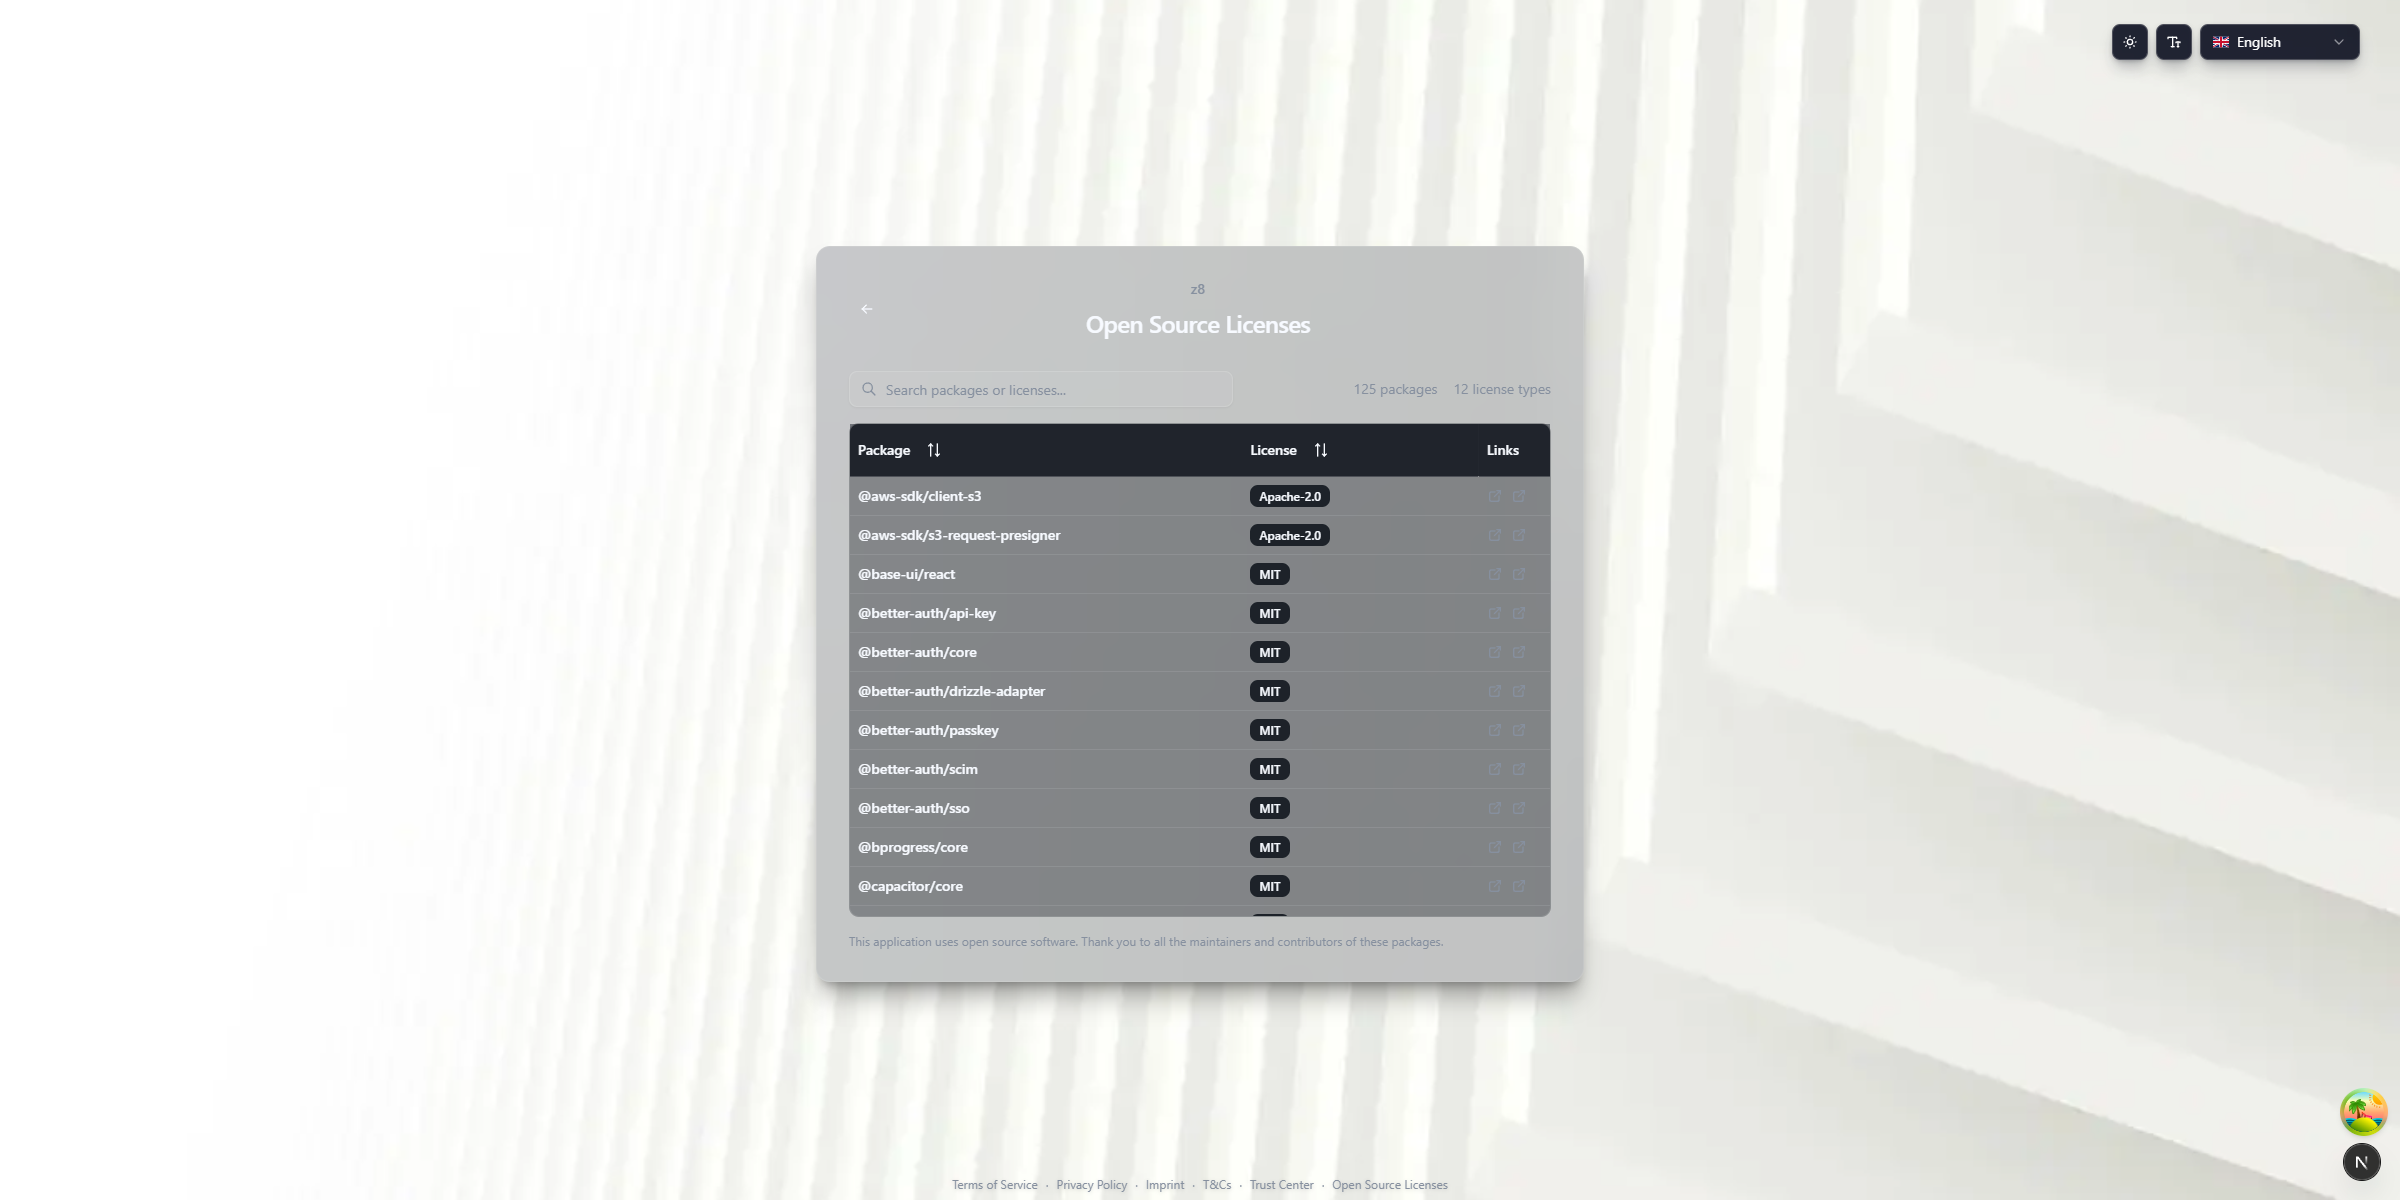 English
z8
Open Source Licenses
Search packages or licenses...
125 packages 12 license types
Package License Links
@aws-sdk/client-s3 Apache-2.0
@aws-sdk/s3-request-presigner Apache-2.0
@base-ui/react MIT
@better-auth/api-key MIT
@better-auth/core MIT
@better-auth/drizzle-adapter MIT
@better-auth/passkey MIT
@better-auth/scim MIT
@better-auth/sso MIT
@bprogress/core MIT
@capacitor/core MIT
This application uses open source software. Thank you to all the maintainers and contributors of these packages.
Terms of Service · Privacy Policy · Imprint · T&Cs · Trust Center · Open Source Licenses
N